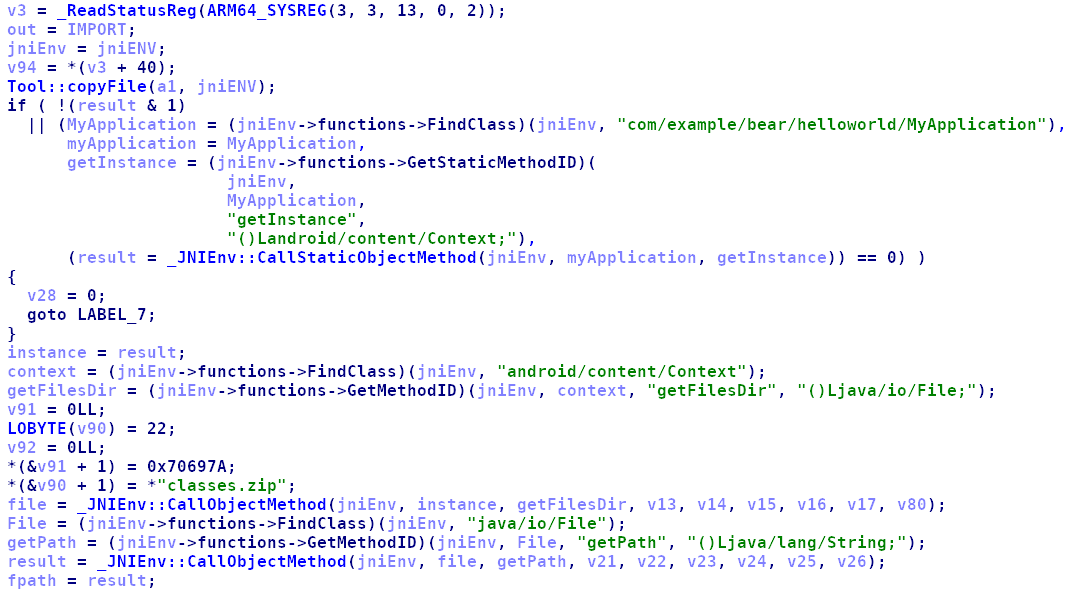 v3 = _ReadStatusReg(ARM64_SYSREG(3, 3, 13, 0, 2));
out = IMPORT;
jniEnv = jniENV;
v94 = *(v3 + 40);
Tool::copyFile(a1, jniENV);
if ( !(result & 1)
  || (MyApplication = (jniEnv->functions->FindClass)(jniEnv, "com/example/bear/helloworld/MyApplication"),
      myApplication = MyApplication,
      getInstance = (jniEnv->functions->GetStaticMethodID)(
                      jniEnv,
                      MyApplication,
                      "getInstance",
                      "()Landroid/content/Context;"),
      (result = _JNIEnv::CallStaticObjectMethod(jniEnv, myApplication, getInstance)) == 0) )
{
  v28 = 0;
  goto LABEL_7;
}
instance = result;
context = (jniEnv->functions->FindClass)(jniEnv, "android/content/Context");
getFilesDir = (jniEnv->functions->GetMethodID)(jniEnv, context, "getFilesDir", "()Ljava/io/File;");
v91 = 0LL;
LOBYTE(v90) = 22;
v92 = 0LL;
*(&v91 + 1) = 0x70697A;
*(&v90 + 1) = *"classes.zip";
file = _JNIEnv::CallObjectMethod(jniEnv, instance, getFilesDir, v13, v14, v15, v16, v17, v80);
File = (jniEnv->functions->FindClass)(jniEnv, "java/io/File");
getPath = (jniEnv->functions->GetMethodID)(jniEnv, File, "getPath", "()Ljava/lang/String;");
result = _JNIEnv::CallObjectMethod(jniEnv, file, getPath, v21, v22, v23, v24, v25, v26);
fpath = result;